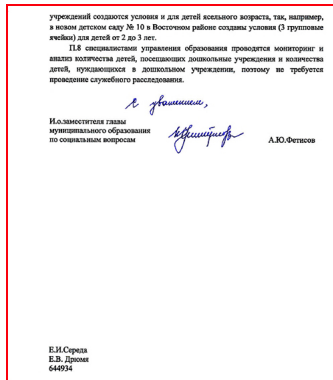 учреждений создаются условия и для детей ясельного возраста, так, например,
в новом детском саду № 10 в Восточном районе созданы условия (3 групповые
ячейки) для детей от 2 до 3 лет.
П.8 специалистами управления образования проводятся мониторинг и
анализ количества детей, посещающих дошкольные учреждения и количества
детей, нуждающихся в дошкольном учреждении, поэтому не требуется
проведение служебного расследования.
С уважением,
И.о.заместителя главы
муниципального образования
по социальным вопросам
А.Ю.Фетисов
Е.И.Середа
Е.В. Дрюмя
644934